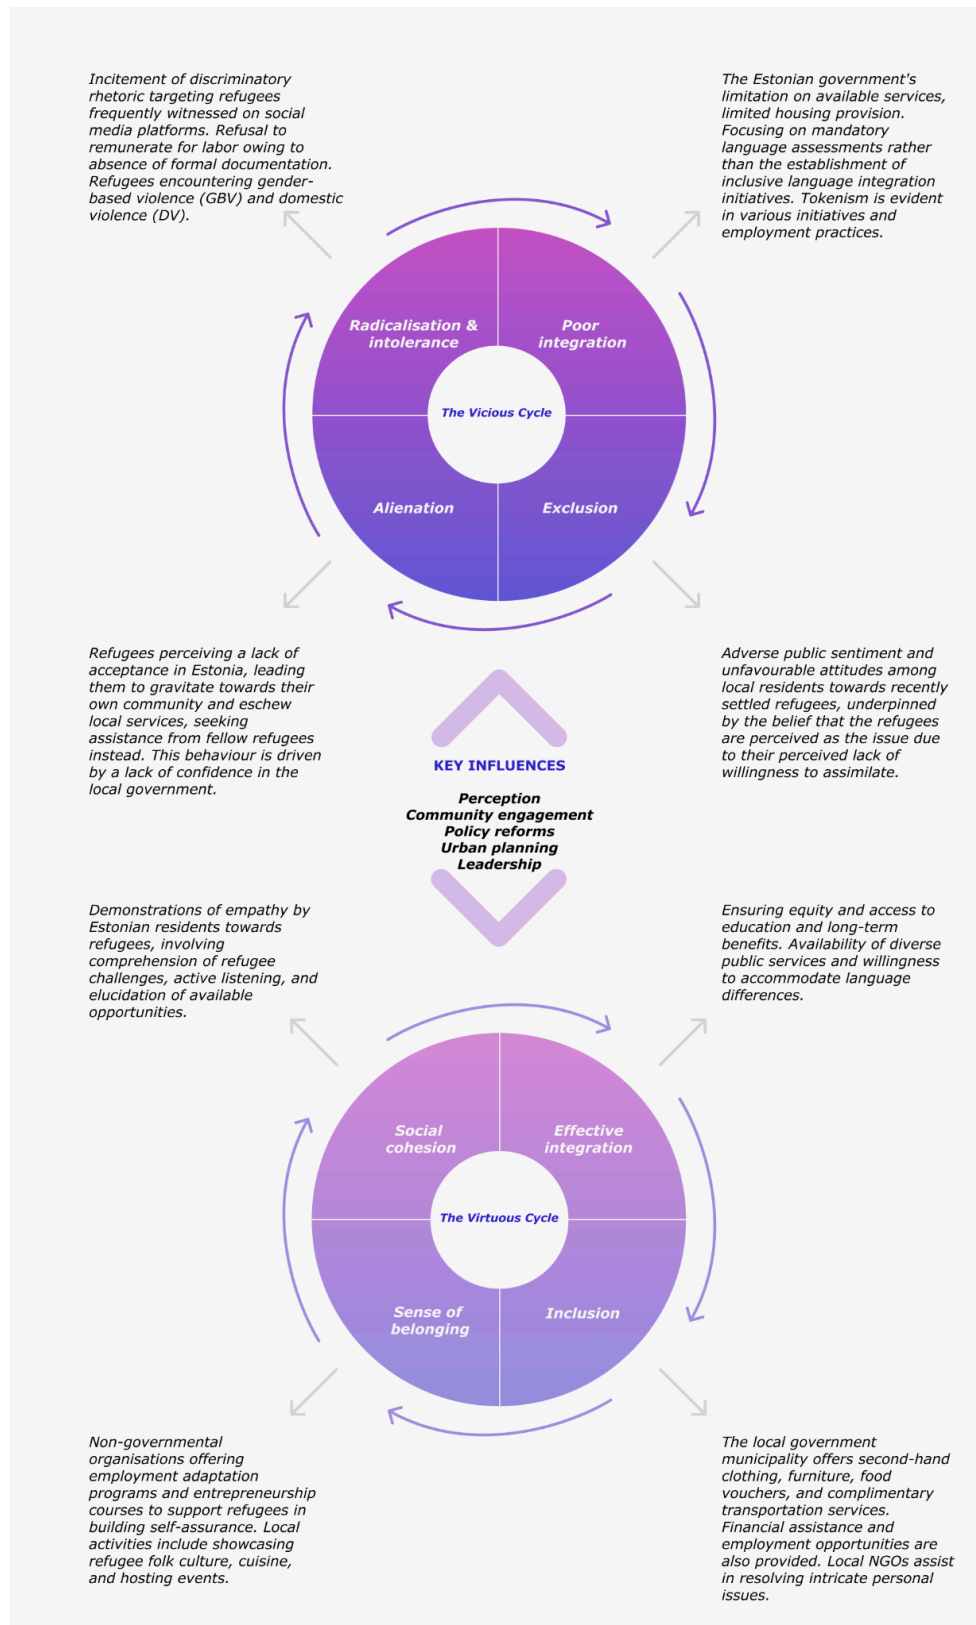 Incitement of discriminatory
rhetoric targeting refugees
frequently witnessed on social
media platforms. Refusal to
remunerate for labor owing to
absence of formal documentation.
Refugees encountering gender-
based violence (GBV) and domestic
violence (DV).
The Estonian government's
limitation on available services,
limited housing provision.
Focusing on mandatory
language assessments rather
than the establishment of
inclusive language integration
initiatives. Tokenism is evident
in various initiatives and
employment practices.
Radicalisation &
intolerance
Poor
integration
The Vicious Cycle
Alienation
Exclusion
Refugees perceiving a lack of
acceptance in Estonia, leading
them to gravitate towards their
own community and eschew
local services, seeking
assistance from fellow refugees
instead. This behaviour is driven
by a lack of confidence in the
local government.
Adverse public sentiment and
unfavourable attitudes among
local residents towards recently
settled refugees, underpinned
by the belief that the refugees
are perceived as the issue due
to their perceived lack of
willingness to assimilate.
KEY INFLUENCES
Perception
Community engagement
Policy reforms
Urban planning
Leadership
Demonstrations of empathy by
Estonian residents towards
refugees, involving
comprehension of refugee
challenges, active listening, and
elucidation of available
opportunities.
Ensuring equity and access to
education and long-term
benefits. Availability of diverse
public services and willingness
to accommodate language
differences.
Social
cohesion
Effective
integration
The Virtuous Cycle
Sense of
belonging
Inclusion
Non-governmental
organisations offering
employment adaptation
programs and entrepreneurship
courses to support refugees in
building self-assurance. Local
activities include showcasing
refugee folk culture, cuisine,
and hosting events.
The local government
municipality offers second-hand
clothing, furniture, food
vouchers, and complimentary
transportation services.
Financial assistance and
employment opportunities are
also provided. Local NGOs assist
in resolving intricate personal
issues.